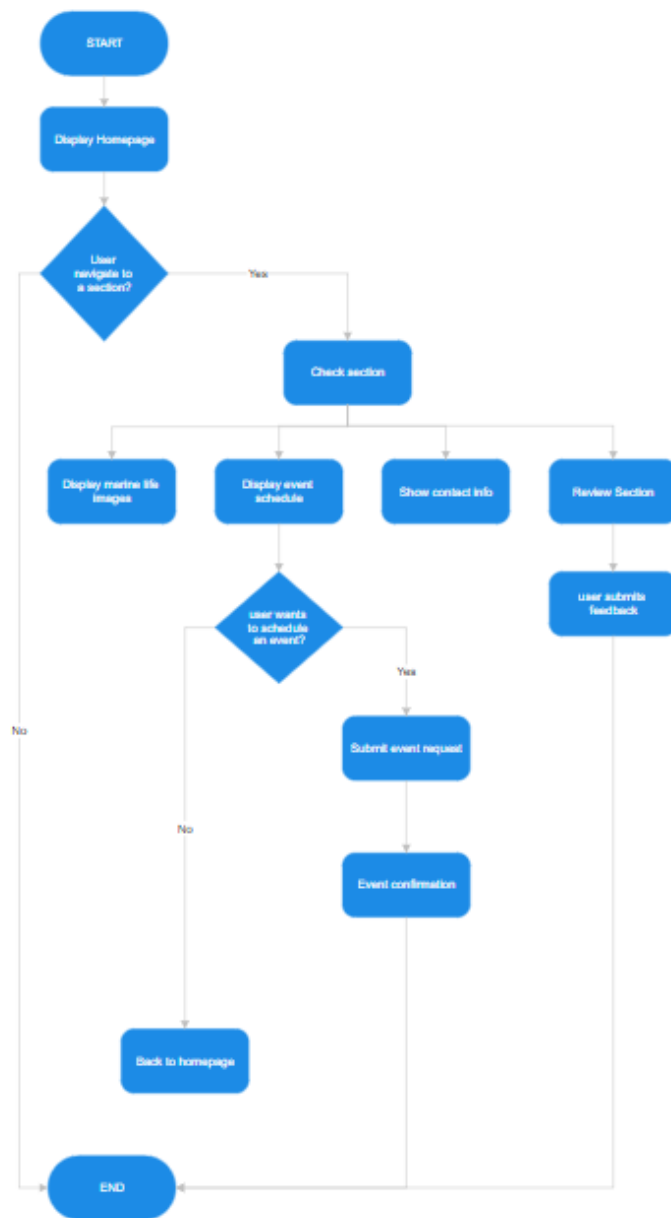 START
Display Homepage
User
navigate to
a section?
Yes
Check section
Display marine life
images
Display event
schedule
Show contact info
Review Section
user wants
to schedule
an event?
user submits
feedback
Yes
No
Submit event request
No
Event confirmation
Back to homepage
END